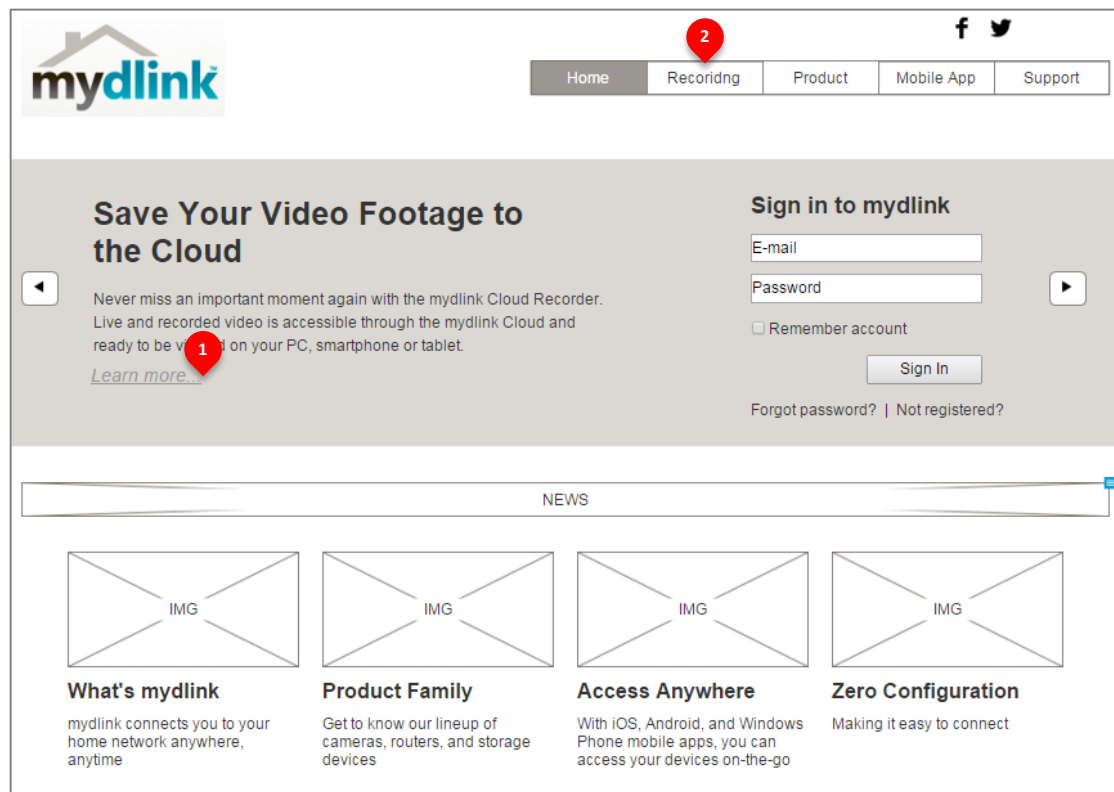 mydlink™
2
Home
Recoridng
Product
Mobile App
Support
Save Your Video Footage to
the Cloud
Never miss an important moment again with the mydlink Cloud Recorder.
Live and recorded video is accessible through the mydlink Cloud and
ready to be vi d on your PC, smartphone or tablet.
1
Learn more...
Sign in to mydlink
E-mail
Password
Remember account
Sign In
Forgot password? | Not registered?
NEWS
IMG
IMG
IMG
IMG
What's mydlink
mydlink connects you to your
home network anywhere,
anytime
Product Family
Get to know our lineup of
cameras, routers, and storage
devices
Access Anywhere
With iOS, Android, and Windows
Phone mobile apps, you can
access your devices on-the-go
Zero Configuration
Making it easy to connect